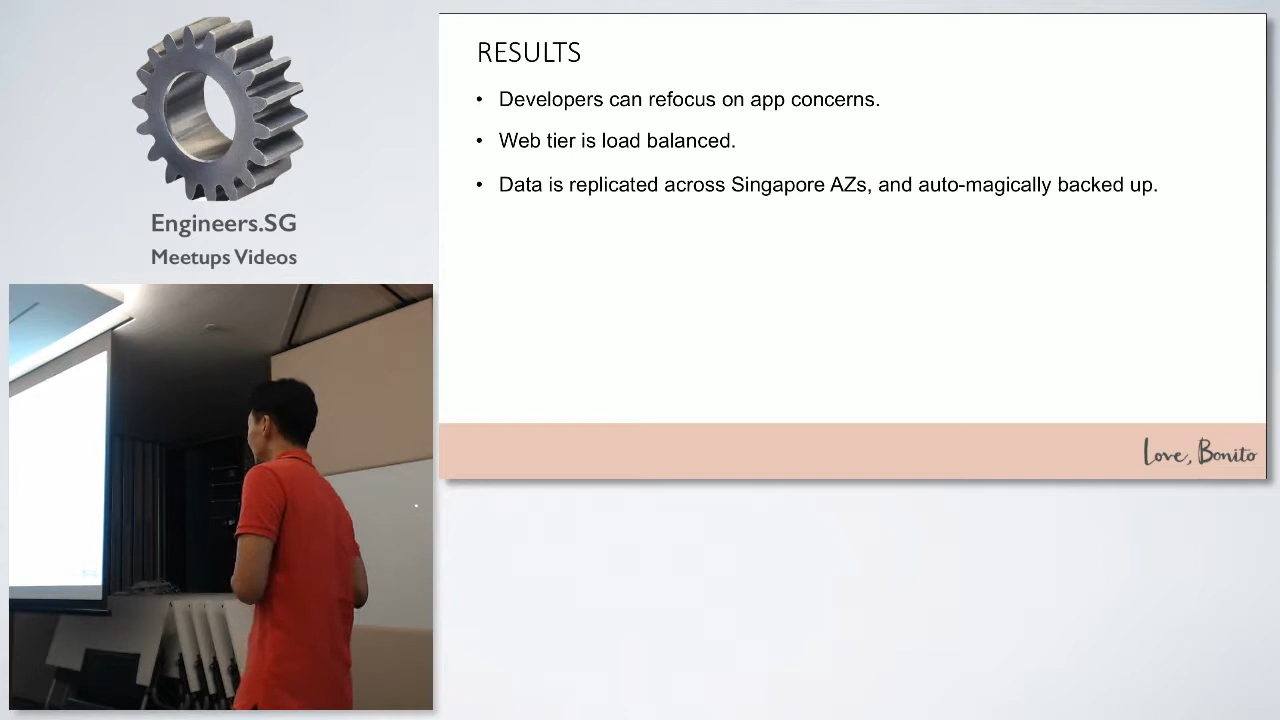 Engineers.SG
Meetups Videos
RESULTS
• Developers can refocus on app concerns.
• Web tier is load balanced.
• Data is replicated across Singapore AZs, and auto-magically backed up.
Love, Bonito